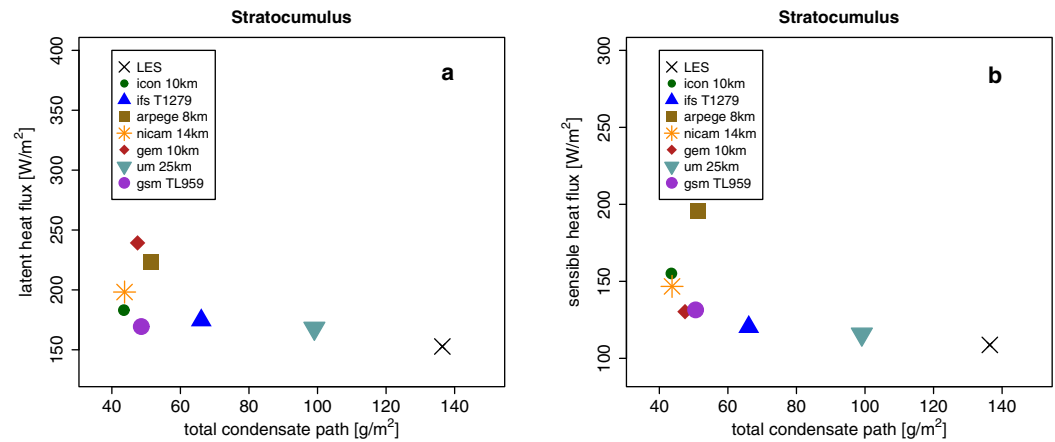 Stratocumulus
a
400
350
300
250
200
150
latent heat flux [W/m²]
LES
icon 10km
ifs T1279
arpege 8km
nicam 14km
gem 10km
um 25km
gsm TL959
40 60 80 100 120 140
total condensate path [g/m²]
Stratocumulus
b
300
250
200
150
100
sensible heat flux [W/m²]
LES
icon 10km
ifs T1279
arpege 8km
nicam 14km
gem 10km
um 25km
gsm TL959
40 60 80 100 120 140
total condensate path [g/m²]